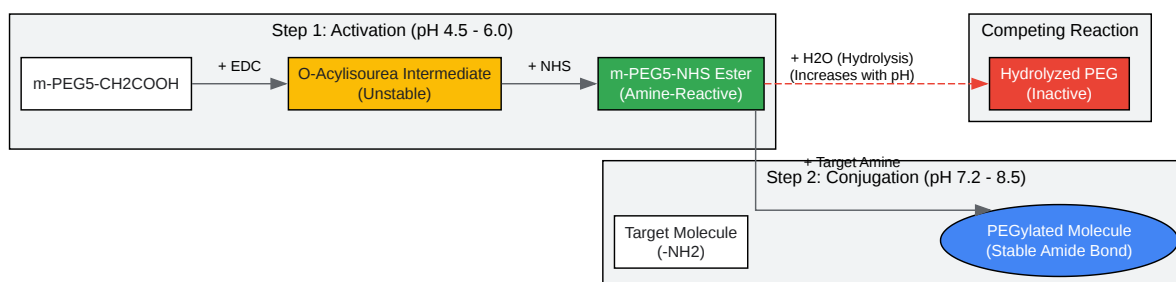 Step 1: Activation (pH 4.5 - 6.0)
m-PEG5-CH2COOH
+ EDC
O-Acylisourea Intermediate
(Unstable)
+ NHS
m-PEG5-NHS Ester
(Amine-Reactive)
+ H2O (Hydrolysis)
(Increases with pH)
Competing Reaction
Hydrolyzed PEG
(Inactive)
+ Target Amine
Step 2: Conjugation (pH 7.2 - 8.5)
Target Molecule
(-NH2)
PEGylated Molecule
(Stable Amide Bond)